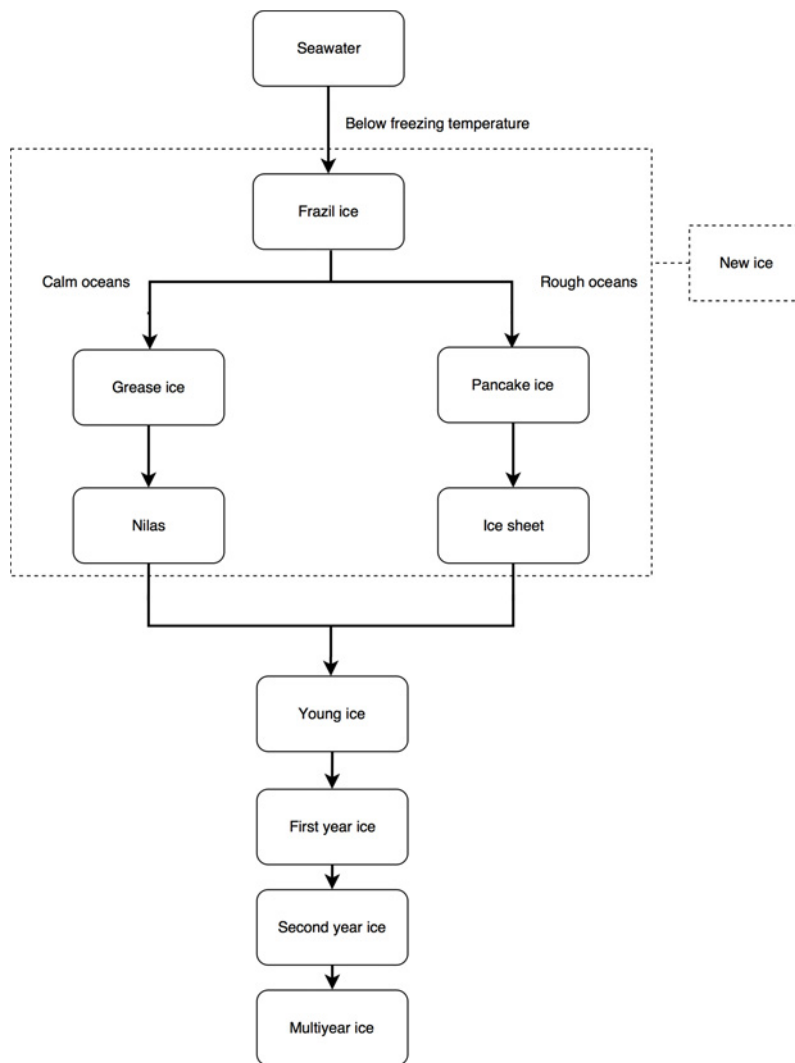 Seawater
Below freezing temperature
Frazil ice
New ice
Calm oceans
Rough oceans
Grease ice
Pancake ice
Nilas
Ice sheet
Young ice
First year ice
Second year ice
Multiyear ice